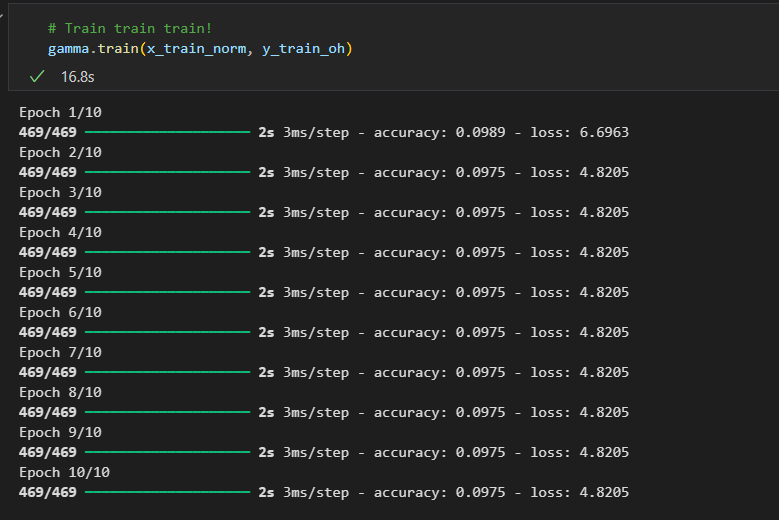 # Train train train!
gamma.train(x_train_norm, y_train_oh)
16.8s
Epoch 1/10
469/469 2s 3ms/step - accuracy: 0.0989 - loss: 6.6963
Epoch 2/10
469/469 2s 3ms/step - accuracy: 0.0975 - loss: 4.8205
Epoch 3/10
469/469 2s 3ms/step - accuracy: 0.0975 - loss: 4.8205
Epoch 4/10
469/469 2s 3ms/step - accuracy: 0.0975 - loss: 4.8205
Epoch 5/10
469/469 2s 3ms/step - accuracy: 0.0975 - loss: 4.8205
Epoch 6/10
469/469 2s 3ms/step - accuracy: 0.0975 - loss: 4.8205
Epoch 7/10
469/469 2s 3ms/step - accuracy: 0.0975 - loss: 4.8205
Epoch 8/10
469/469 2s 3ms/step - accuracy: 0.0975 - loss: 4.8205
Epoch 9/10
469/469 2s 3ms/step - accuracy: 0.0975 - loss: 4.8205
Epoch 10/10
469/469 2s 3ms/step - accuracy: 0.0975 - loss: 4.8205